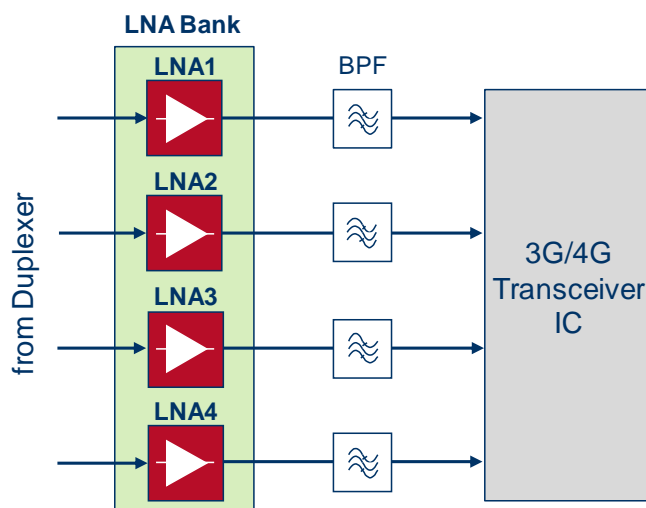 LNA Bank
LNA1
BPF
LNA2
LNA3
LNA4
from Duplexer
3G/4G
Transceiver
IC